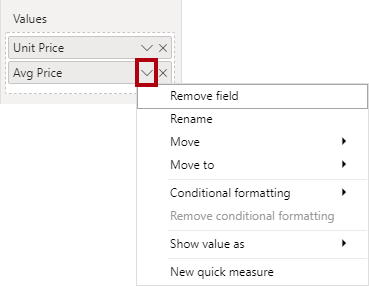 Values
Unit Price
Avg Price
Remove field
Rename
Move
Move to
Conditional formatting
Remove conditional formatting
Show value as
New quick measure